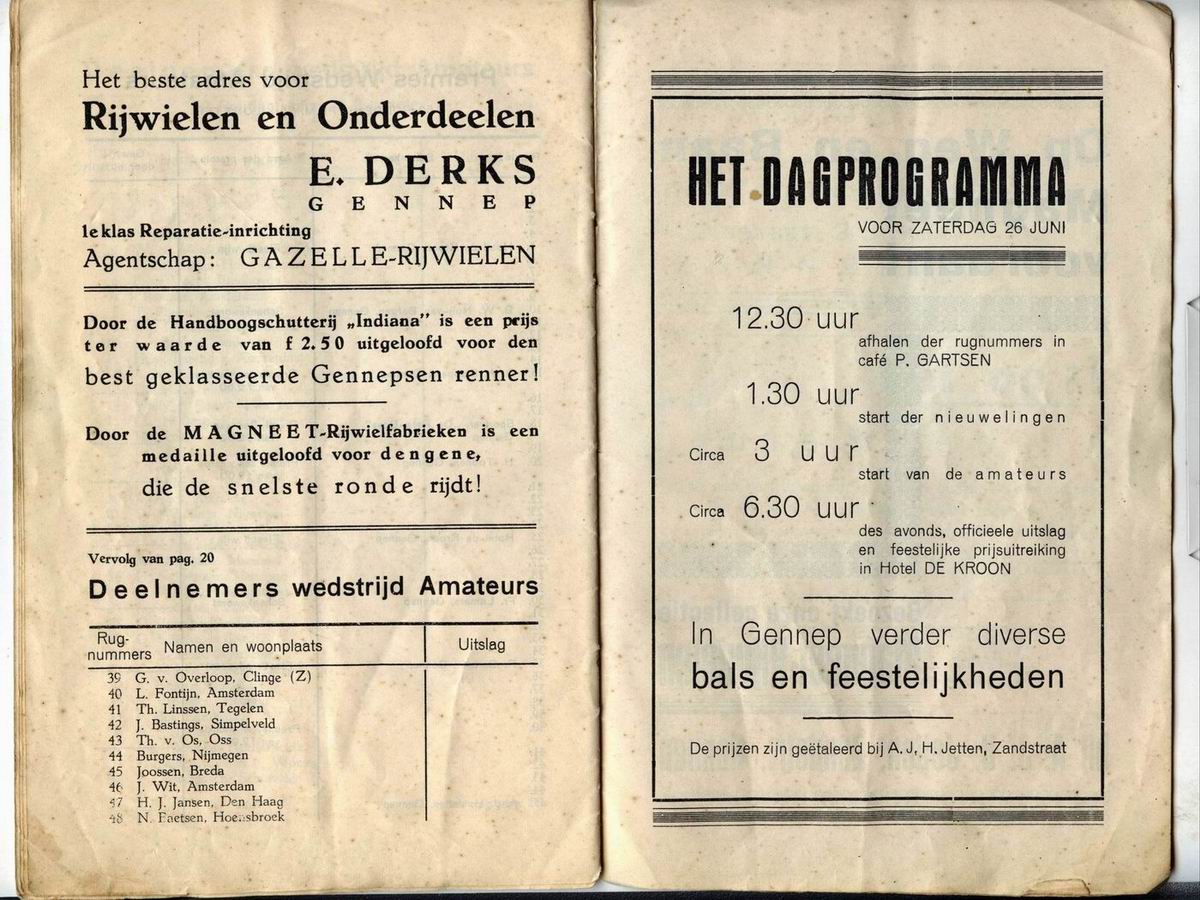 Het beste adres voor
Rijwielen en Onderdeelen
E. DERKS
GENNEP
1e klas Reparatie-inrichting
Agentschap: GAZELLE-RIJWIELEN
Door de Handboogschutterij „Indiana” is een prijs
ter waarde van f 2.50 uitgeloofd voor den
best geklasseerde Gennepsen renner!
Door de MAGNEET-Rijwielfabrieken is een
medaille uitgeloofd voor dengene,
die de snelste ronde rijdt!
Vervolg van pag. 20
Deelnemers wedstrijd Amateurs
Rug-
nummers Namen en woonplaats Uitslag
39 G. v. Overloop, Clinge (Z)
40 L. Fontijn, Amsterdam
41 Th. Linssen, Tegelen
42 J. Bastings, Simpelveld
43 Th. v. Os, Oss
44 Burgers, Nijmegen
45 Joossen, Breda
46 J. Wit, Amsterdam
47 H. J. Jansen, Den Haag
48 N. Faetsen, Hoensbroek
HET DAGPROGRAMMA
VOOR ZATERDAG 26 JUNI
12.30 uur
afhalen der rugnummers in
café P. GARTSEN
1.30 uur
start der nieuwelingen
Circa 3 uur
start van de amateurs
Circa 6.30 uur
des avonds, officieele uitslag
en feestelijke prijsuitreiking
in Hotel DE KROON
In Gennep verder diverse
bals en feestelijkheden
De prijzen zijn geëtaleerd bij A. J. H. Jetten, Zandstraat